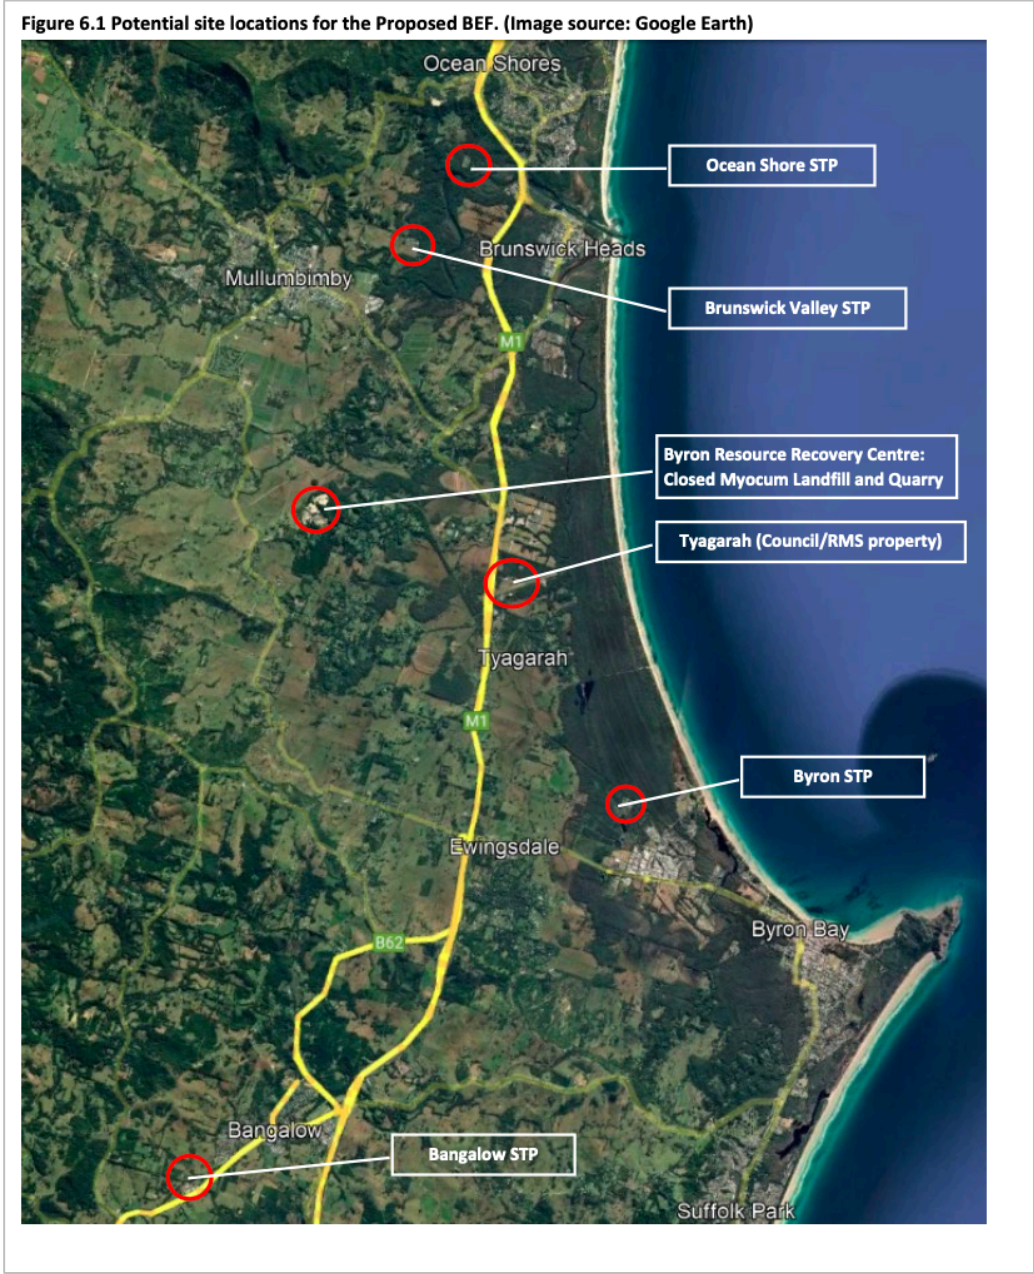 Figure 6.1 Potential site locations for the Proposed BEF. (Image source: Google Earth)
Ocean Shores
Ocean Shore STP
Brunswick Heads
Mullumbimby
Brunswick Valley STP
M1
Byron Resource Recovery Centre:
Closed Myocum Landfill and Quarry
Tyagarah (Council/RMS property)
Tyagarah
M1
Byron STP
Ewingsdale
Byron Bay
B62
Bangalow
Bangalow STP
Suffolk Park